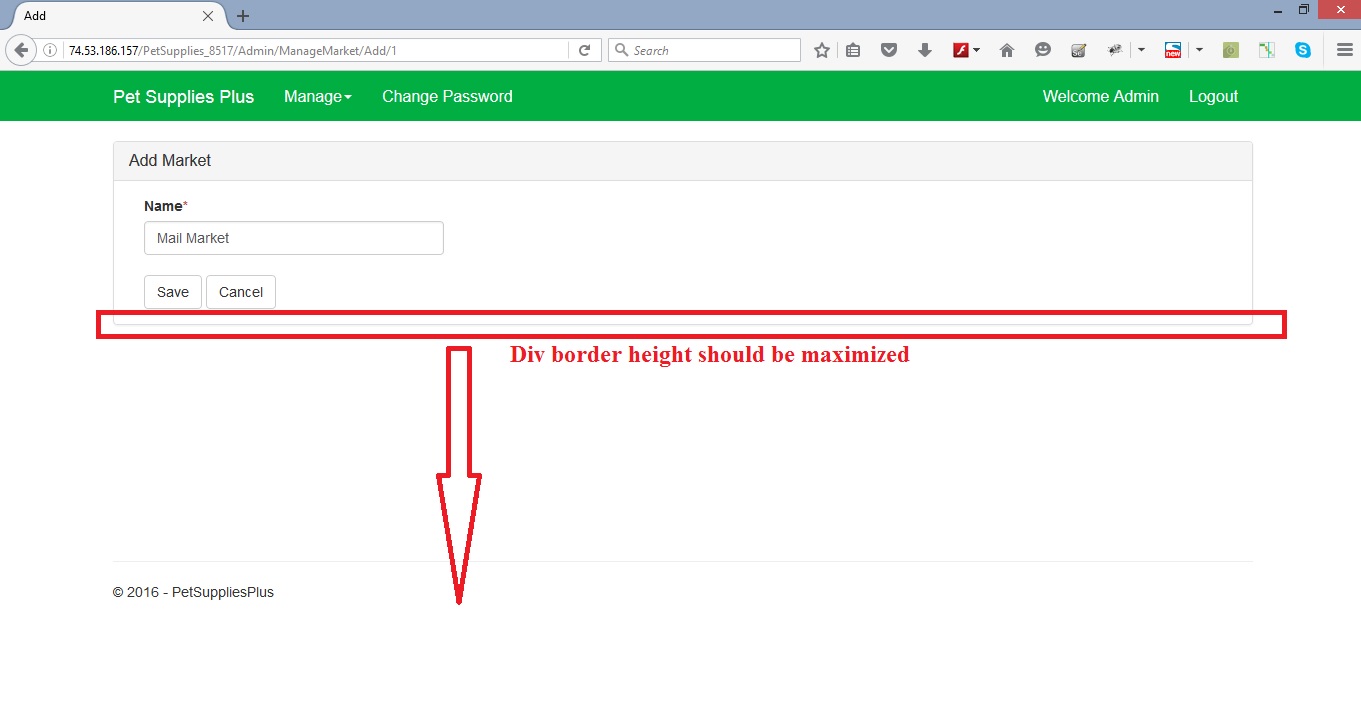 Add
74.53.186.157/PetSupplies_8517/Admin/ManageMarket/Add/1
Search
new
S
Pet Supplies Plus Manage Change Password Welcome Admin Logout
Add Market
Name*
Mail Market
Save Cancel
Div border height should be maximized
© 2016 - PetSuppliesPlus